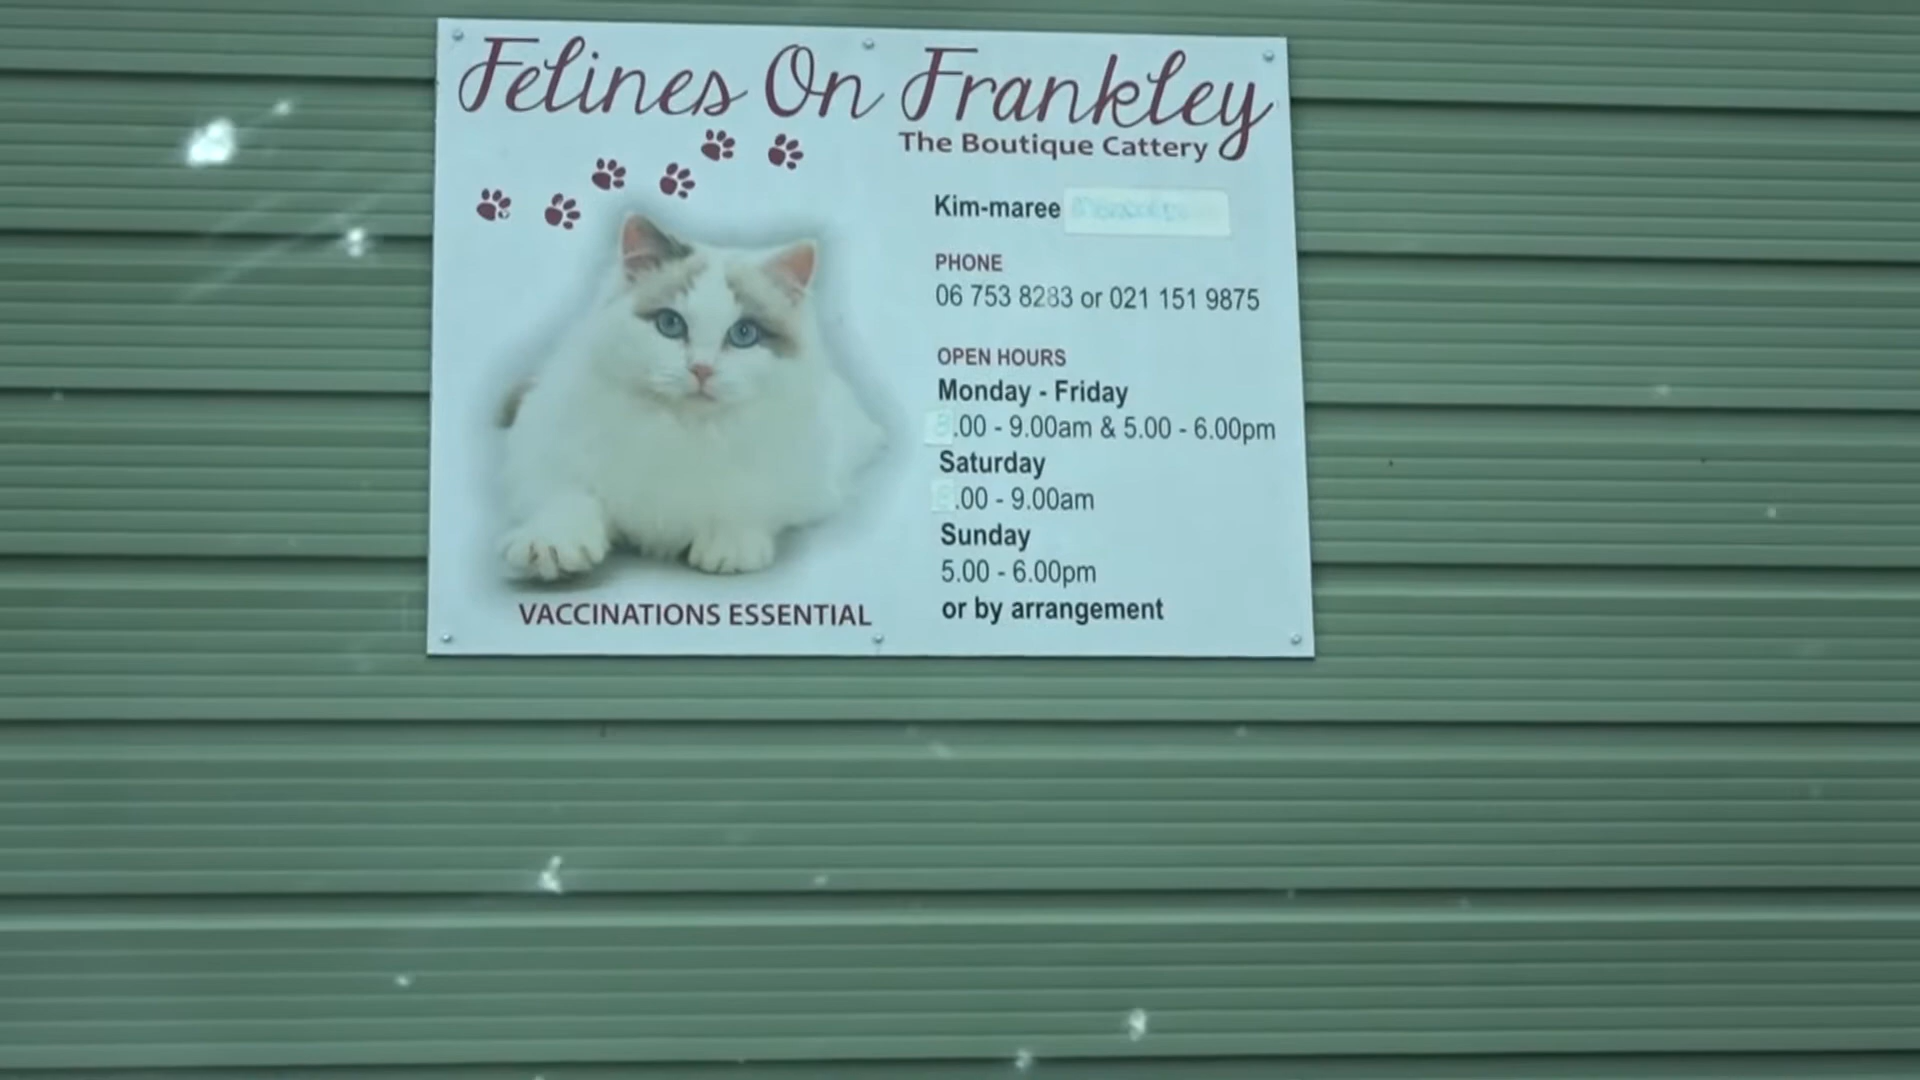 Felines On Frankley
The Boutique Cattery
Kim-maree
PHONE
06 753 8283 or 021 151 9875
OPEN HOURS
Monday - Friday
8.00 - 9.00am & 5.00 - 6.00pm
Saturday
8.00 - 9.00am
Sunday
5.00 - 6.00pm
or by arrangement
VACCINATIONS ESSENTIAL